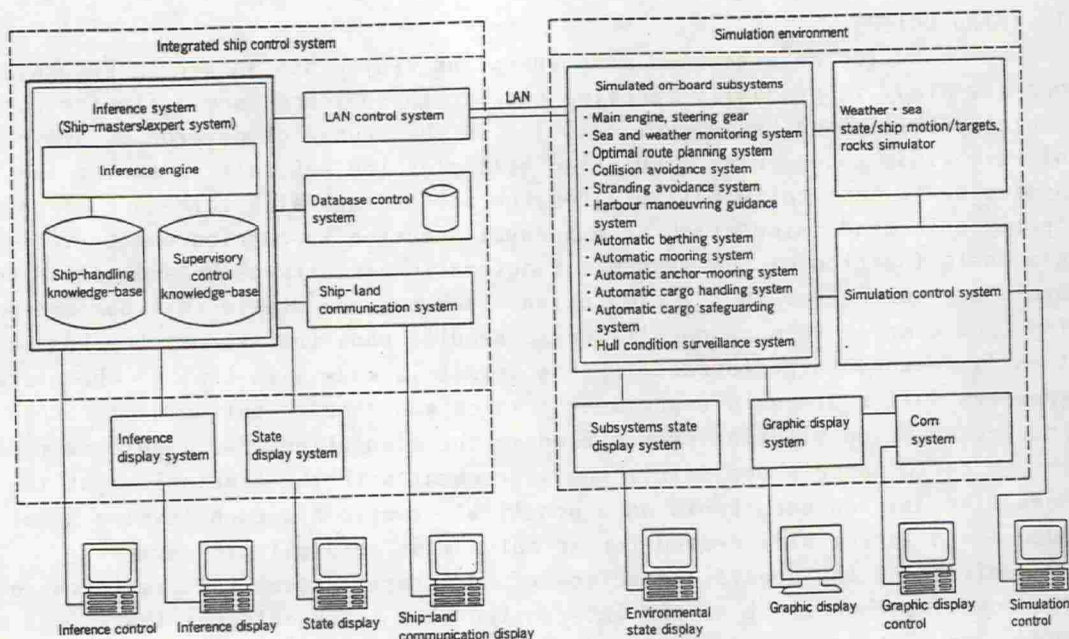 Integrated ship control system
Inference system
(Ship-masters'expert system)
Inference engine
Ship-handling
knowledge-base
Supervisory
control
knowledge-base
LAN control system
Database control
system
Ship-land
communication system
Inference
display system
State
display system
Inference control
Inference display
State display
Ship-land
communication display
LAN
Simulation environment
Simulated on-board subsystems
· Main engine, steering gear
· Sea and weather monitoring system
· Optimal route planning system
· Collision avoidance system
· Stranding avoidance system
· Harbour manoeuvring guidance
system
· Automatic berthing system
· Automatic mooring system
· Automatic anchor-mooring system
· Automatic cargo handling system
· Automatic cargo safeguarding
system
· Hull condition surveillance system
Weather - sea
state/ship motion/targets,
rocks simulator
Simulation control system
Subsystems state
display system
Graphic display
system
Com
system
Environmental
state display
Graphic display
Graphic display
control
Simulation
control